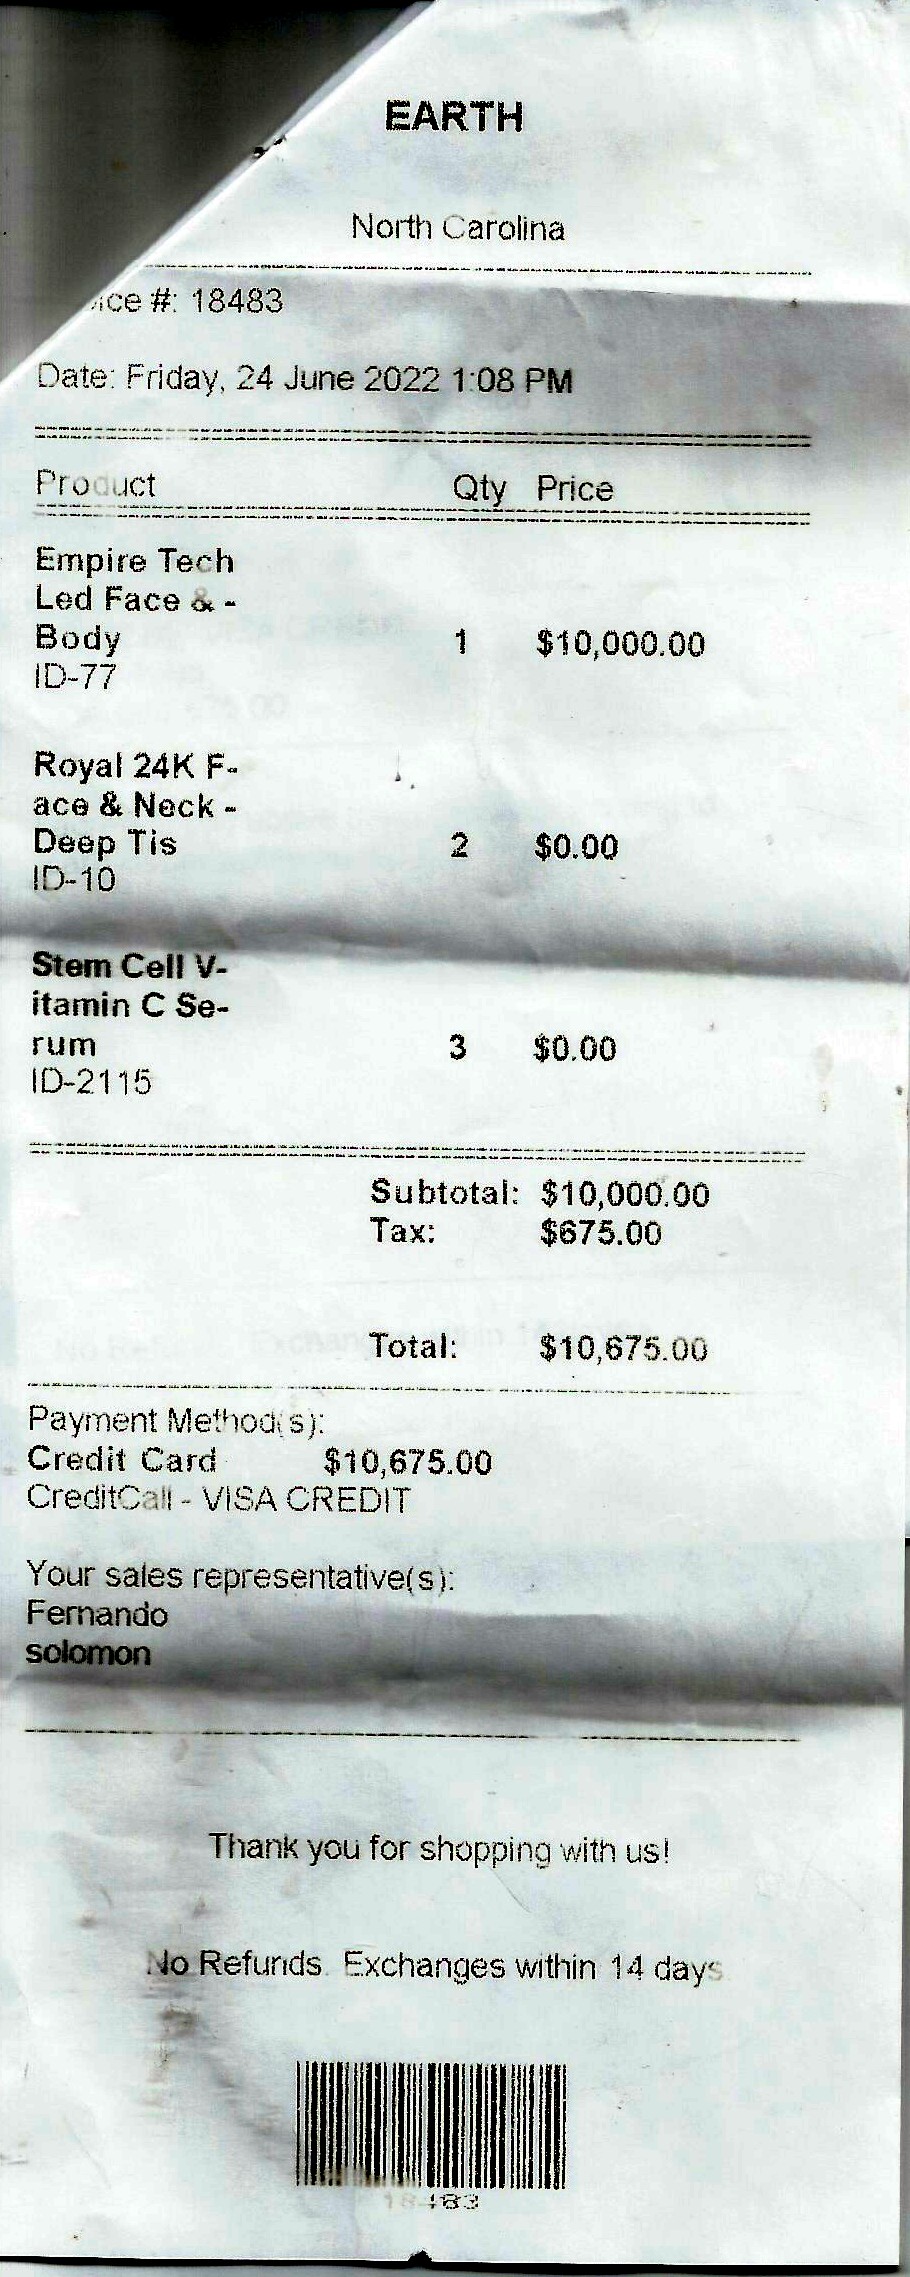 EARTH
North Carolina
ice #: 18483
Date: Friday, 24 June 2022 1:08 PM
Product Qty Price
Empire Tech
Led Face & -
Body 1 $10,000.00
ID-77
Royal 24K F-
ace & Neck -
Deep Tis 2 $0.00
ID-10
Stem Cell V-
itamin C Se-
rum 3 $0.00
ID-2115
Subtotal: $10,000.00
Tax: $675.00
Total: $10,675.00
Payment Method(s):
Credit Card $10,675.00
CreditCall - VISA CREDIT
Your sales representative(s):
Fernando
solomon
Thank you for shopping with us!
No Refunds. Exchanges within 14 days
18483